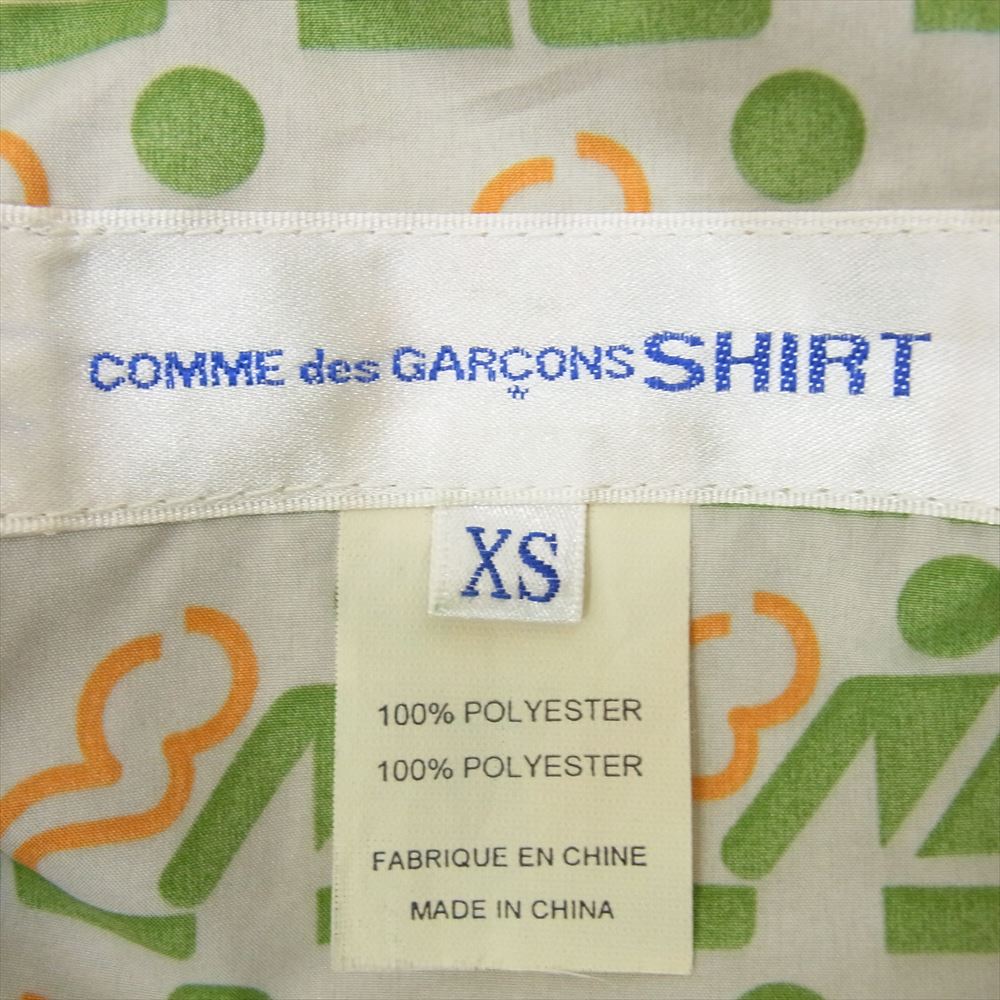 COMME des GARÇONS SHIRT
XS
100% POLYESTER
100% POLYESTER
FABRIQUE EN CHINE
MADE IN CHINA